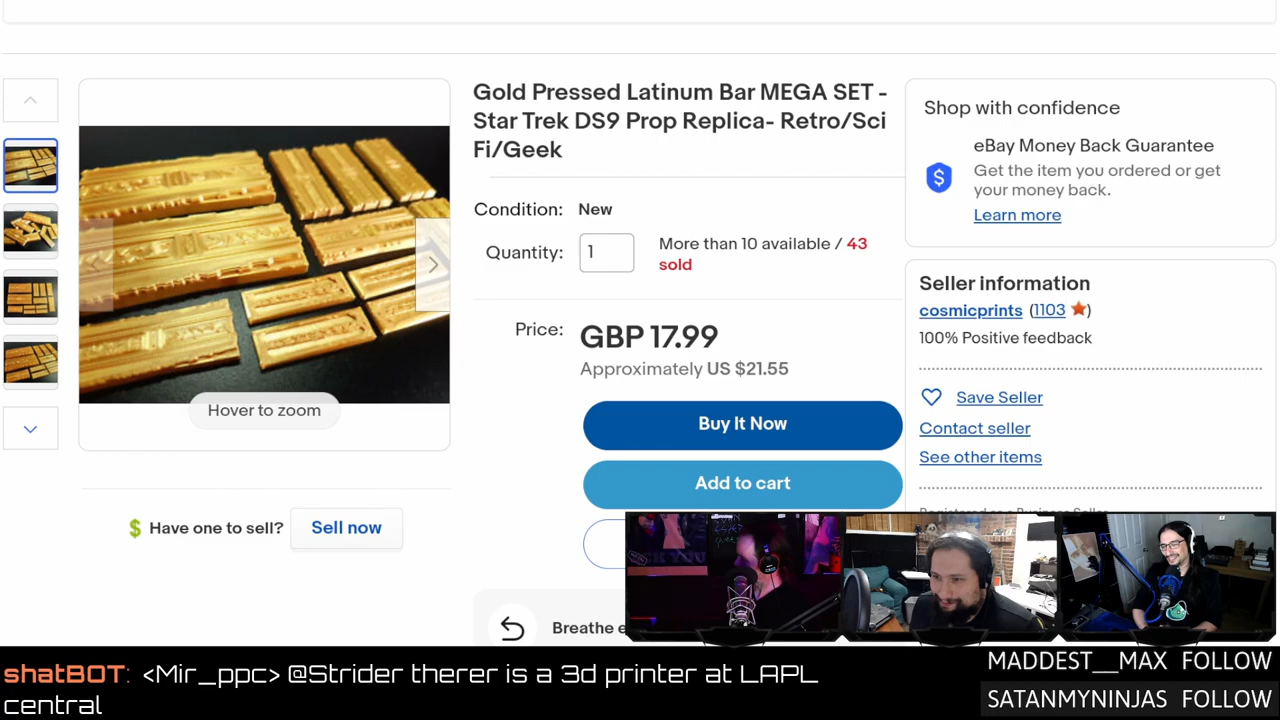 Gold Pressed Latinum Bar MEGA SET -
Star Trek DS9 Prop Replica- Retro/Sci
Fi/Geek
Condition: New
Quantity: 1
More than 10 available / 43
sold
Price: GBP 17.99
Approximately US $21.55
Buy It Now
Add to cart
Hover to zoom
Have one to sell? Sell now
Breathe e
Shop with confidence
eBay Money Back Guarantee
Get the item you ordered or get
your money back.
Learn more
Seller information
cosmicprints (1103)
100% Positive feedback
Save Seller
Contact seller
See other items
shatBOT: <Mir_ppc> @Strider therer is a 3d printer at LAPL
central
MADDEST__MAX FOLLOW
SATANMYNINJAS FOLLOW